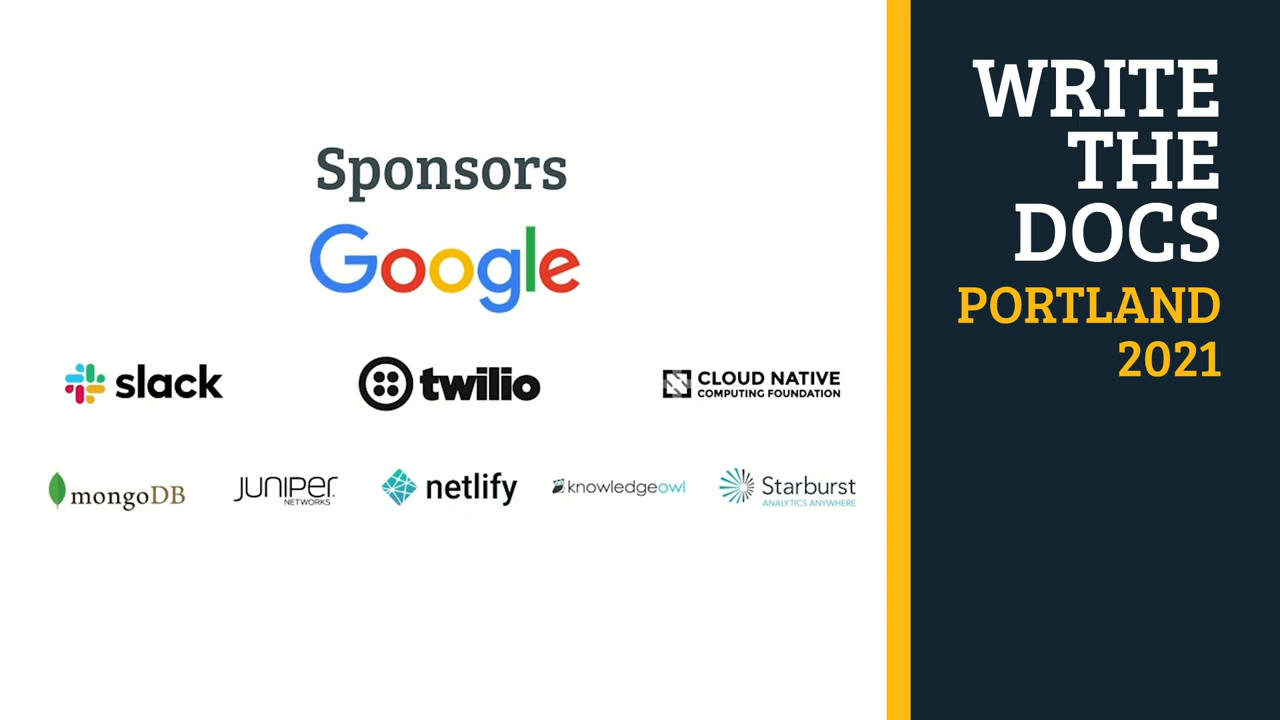 Sponsors
Google
slack
twilio
CLOUD NATIVE
COMPUTING FOUNDATION
mongoDB
JUNIPER
NETWORKS
netlify
knowledgeowl
Starburst
ANALYTICS ANYWHERE
WRITE
THE
DOCS
PORTLAND
2021